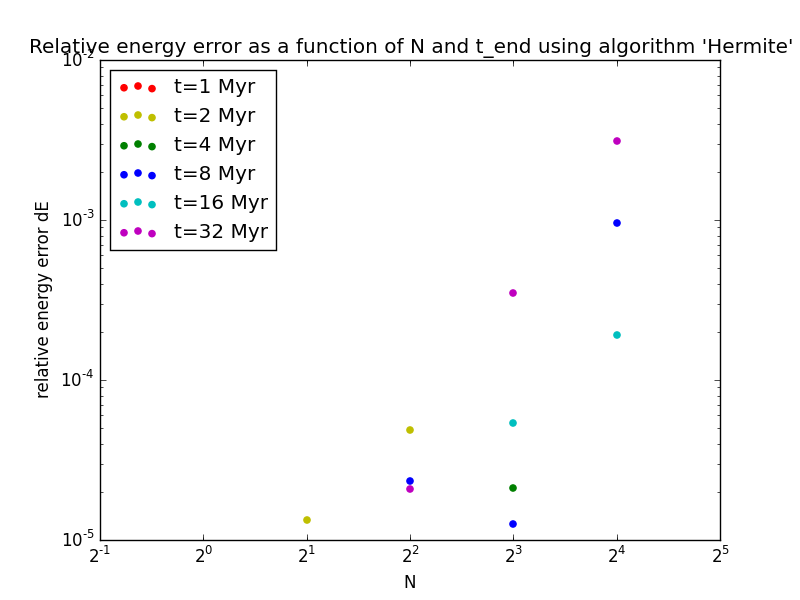 Relative energy error as a function of N and t_end using algorithm 'Hermite'
10^-2
t=1 Myr
t=2 Myr
t=4 Myr
t=8 Myr
t=16 Myr
t=32 Myr
10^-3
relative energy error dE
10^-4
10^-5
2^-1 2^0 2^1 2^2 2^3 2^4 2^5
N